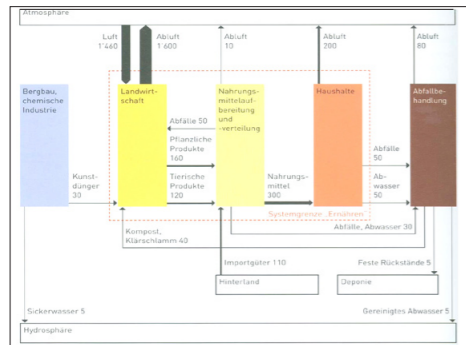 Atmosphäre
Luft
1'460
Abluft
1'600
Abluft
10
Abluft
200
Abluft
80
Bergbau,
chemische
Industrie
Landwirt-
schaft
Nahrungs-
mittelauf-
bereitung
und
-verteilung
Haushalte
Abfallbe-
handlung
Abfälle 50
Pflanzliche
Produkte
160
Tierische
Produkte
120
Kunst-
dünger
30
Nahrungs-
mittel
300
Abfälle
50
Ab-
wasser
50
Systemgrenze „Ernähren"
Kompost,
Klärschlamm 40
Abfälle, Abwasser 30
Importgüter 110
Feste Rückstände 5
Hinterland
Deponie
Sickerwasser 5
Gereinigtes Abwasser 5
Hydrosphäre